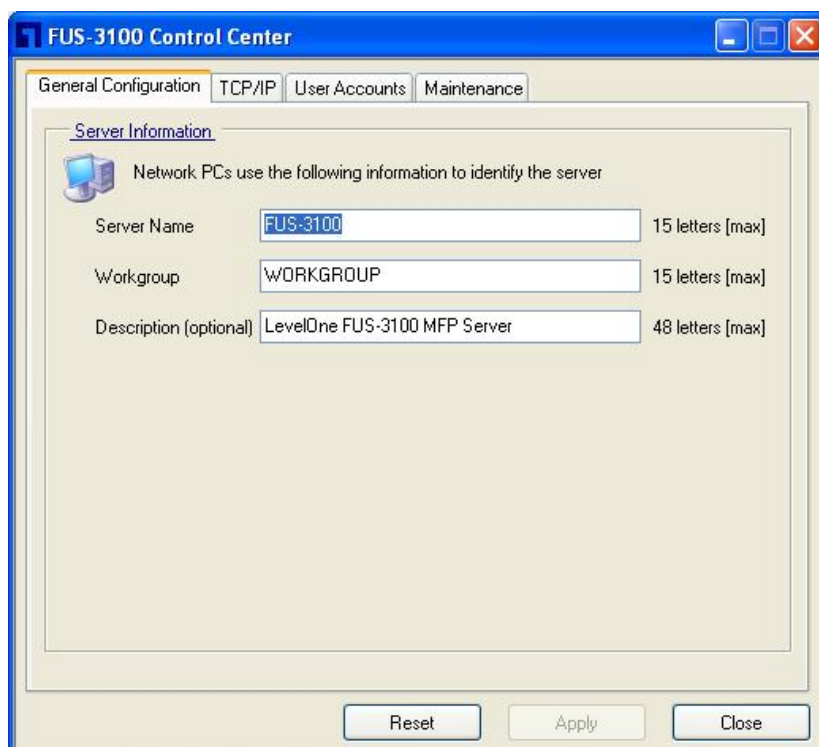 FUS-3100 Control Center
General Configuration TCP/IP User Accounts Maintenance
Server Information
Network PCs use the following information to identify the server
Server Name FUS-3100 15 letters [max]
Workgroup WORKGROUP 15 letters [max]
Description (optional) LevelOne FUS-3100 MFP Server 48 letters [max]
Reset Apply Close